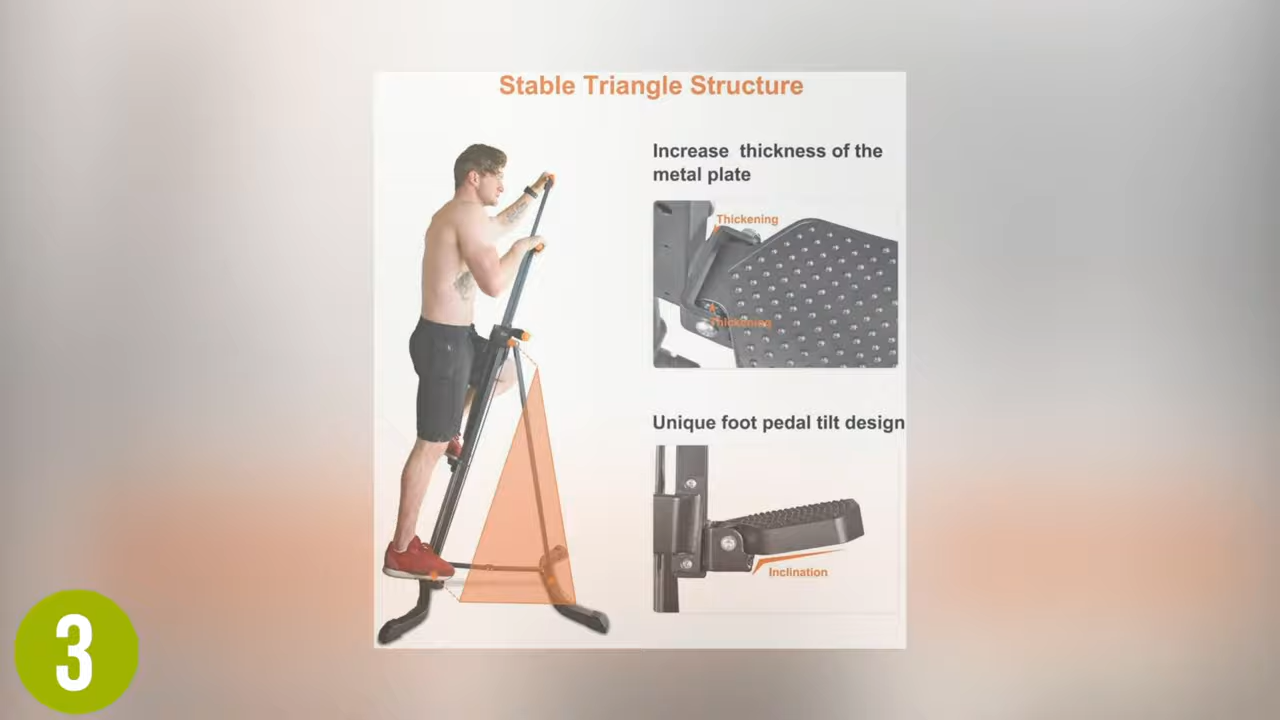 Stable Triangle Structure
Increase thickness of the
metal plate
Thickening
Thickening
Unique foot pedal tilt design
Inclination
3